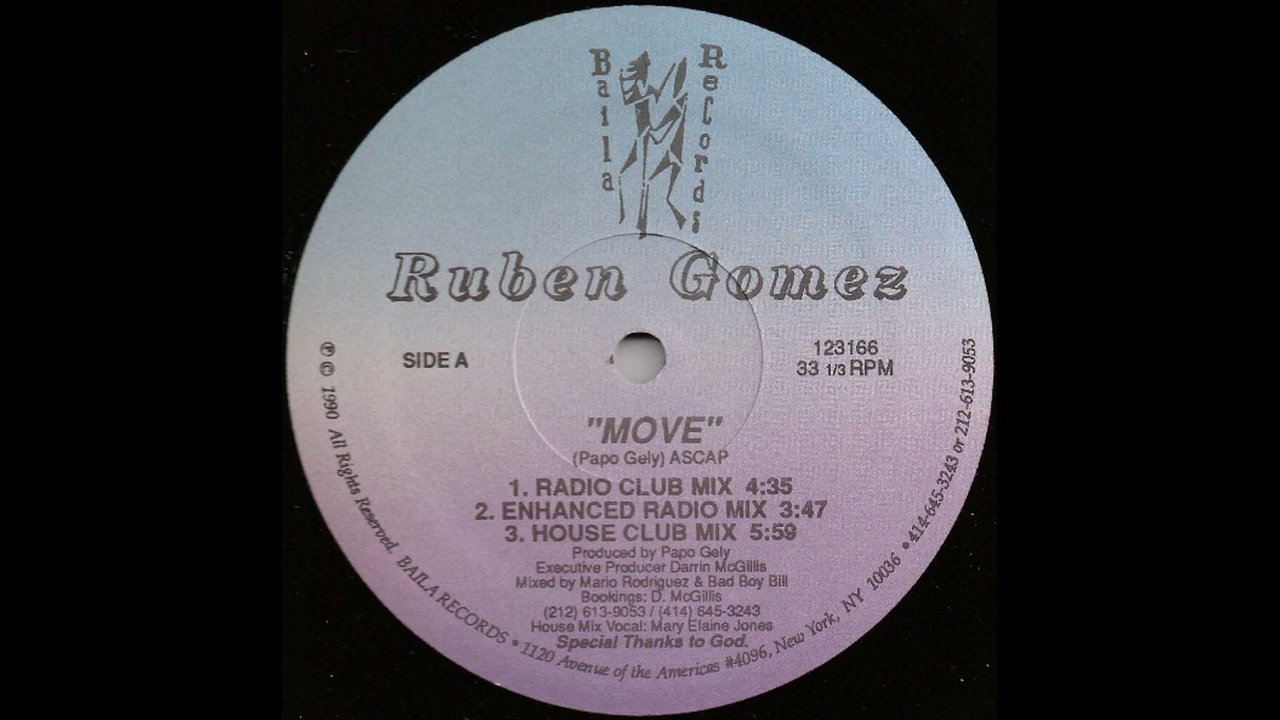 Baila Records
Ruben Gomez
SIDE A
123166
33 1/3 RPM
"MOVE"
(Papo Gely) ASCAP
1. RADIO CLUB MIX 4:35
2. ENHANCED RADIO MIX 3:47
3. HOUSE CLUB MIX 5:59
Produced by Papo Gely
Executive Producer Darrin McGillis
Mixed by Mario Rodriguez & Bad Boy Bill
Bookings: D. McGillis
(212) 613-9053 / (414) 645-3243
House Mix Vocal: Mary Elaine Jones
Special Thanks to God.
℗ © 1990 All Rights Reserved. BAILA RECORDS • 1120 Avenue of the Americas #4096, New York, NY 10036 • 414-645-3243 or 212-613-9053